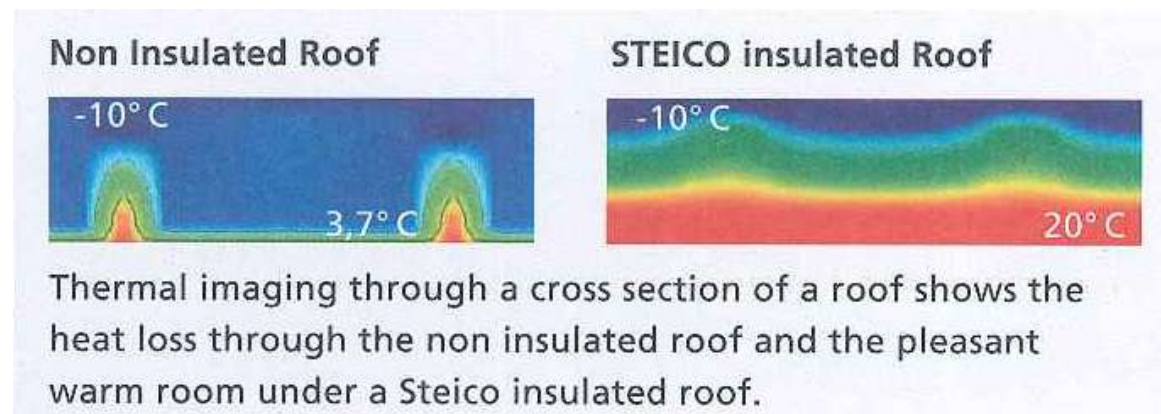 Non Insulated Roof
STEICO insulated Roof
-10° C
3,7° C
-10° C
20° C
Thermal imaging through a cross section of a roof shows the
heat loss through the non insulated roof and the pleasant
warm room under a Steico insulated roof.